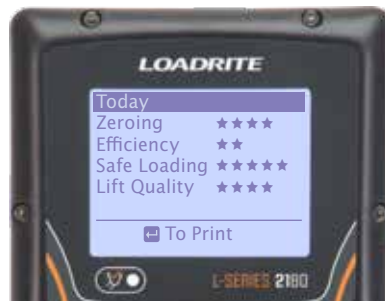 LOADRITE
Today
Zeroing ★★★★
Efficiency ★★
Safe Loading ★★★★★
Lift Quality ★★★★
To Print
L-SERIES 2180